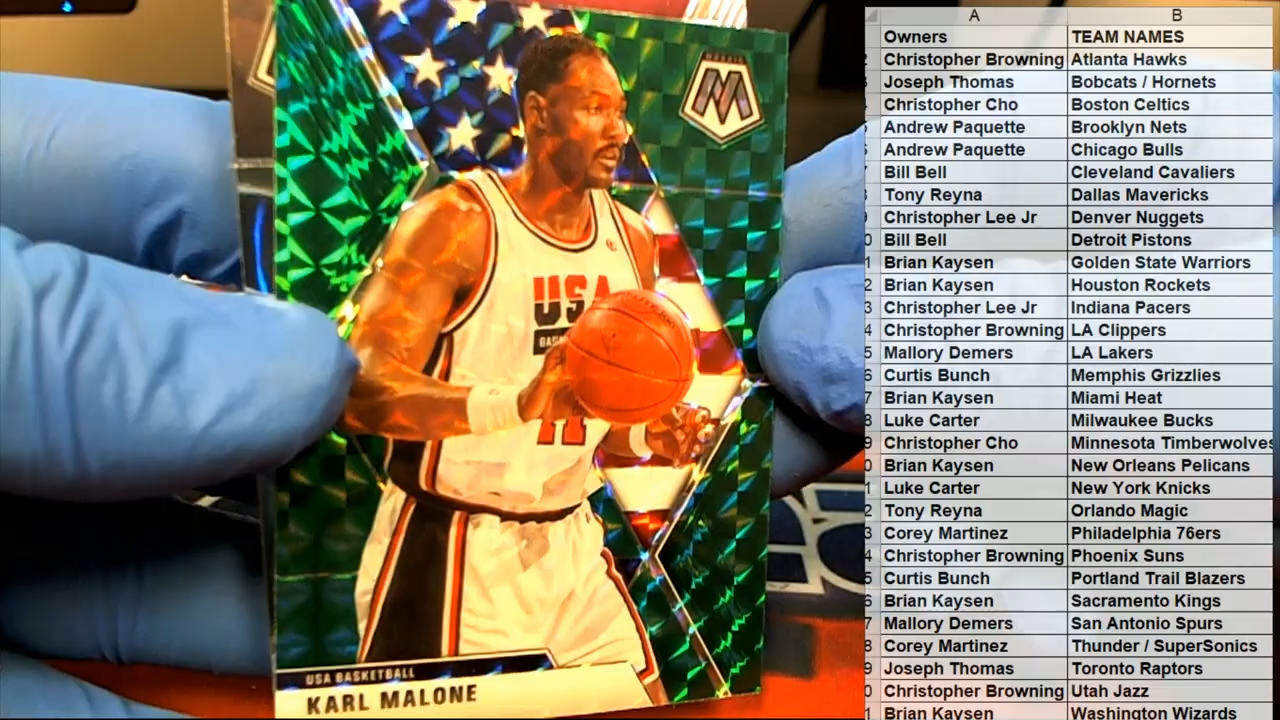 MOSAIC
USA
11
USA BASKETBALL
KARL MALONE
A B
Owners TEAM NAMES
Christopher Browning Atlanta Hawks
Joseph Thomas Bobcats / Hornets
Christopher Cho Boston Celtics
Andrew Paquette Brooklyn Nets
Andrew Paquette Chicago Bulls
Bill Bell Cleveland Cavaliers
Tony Reyna Dallas Mavericks
Christopher Lee Jr Denver Nuggets
Bill Bell Detroit Pistons
Brian Kaysen Golden State Warriors
Brian Kaysen Houston Rockets
Christopher Lee Jr Indiana Pacers
Christopher Browning LA Clippers
Mallory Demers LA Lakers
Curtis Bunch Memphis Grizzlies
Brian Kaysen Miami Heat
Luke Carter Milwaukee Bucks
Christopher Cho Minnesota Timberwolves
Brian Kaysen New Orleans Pelicans
Luke Carter New York Knicks
Tony Reyna Orlando Magic
Corey Martinez Philadelphia 76ers
Christopher Browning Phoenix Suns
Curtis Bunch Portland Trail Blazers
Brian Kaysen Sacramento Kings
Mallory Demers San Antonio Spurs
Corey Martinez Thunder / SuperSonics
Joseph Thomas Toronto Raptors
Christopher Browning Utah Jazz
Brian Kaysen Washington Wizards